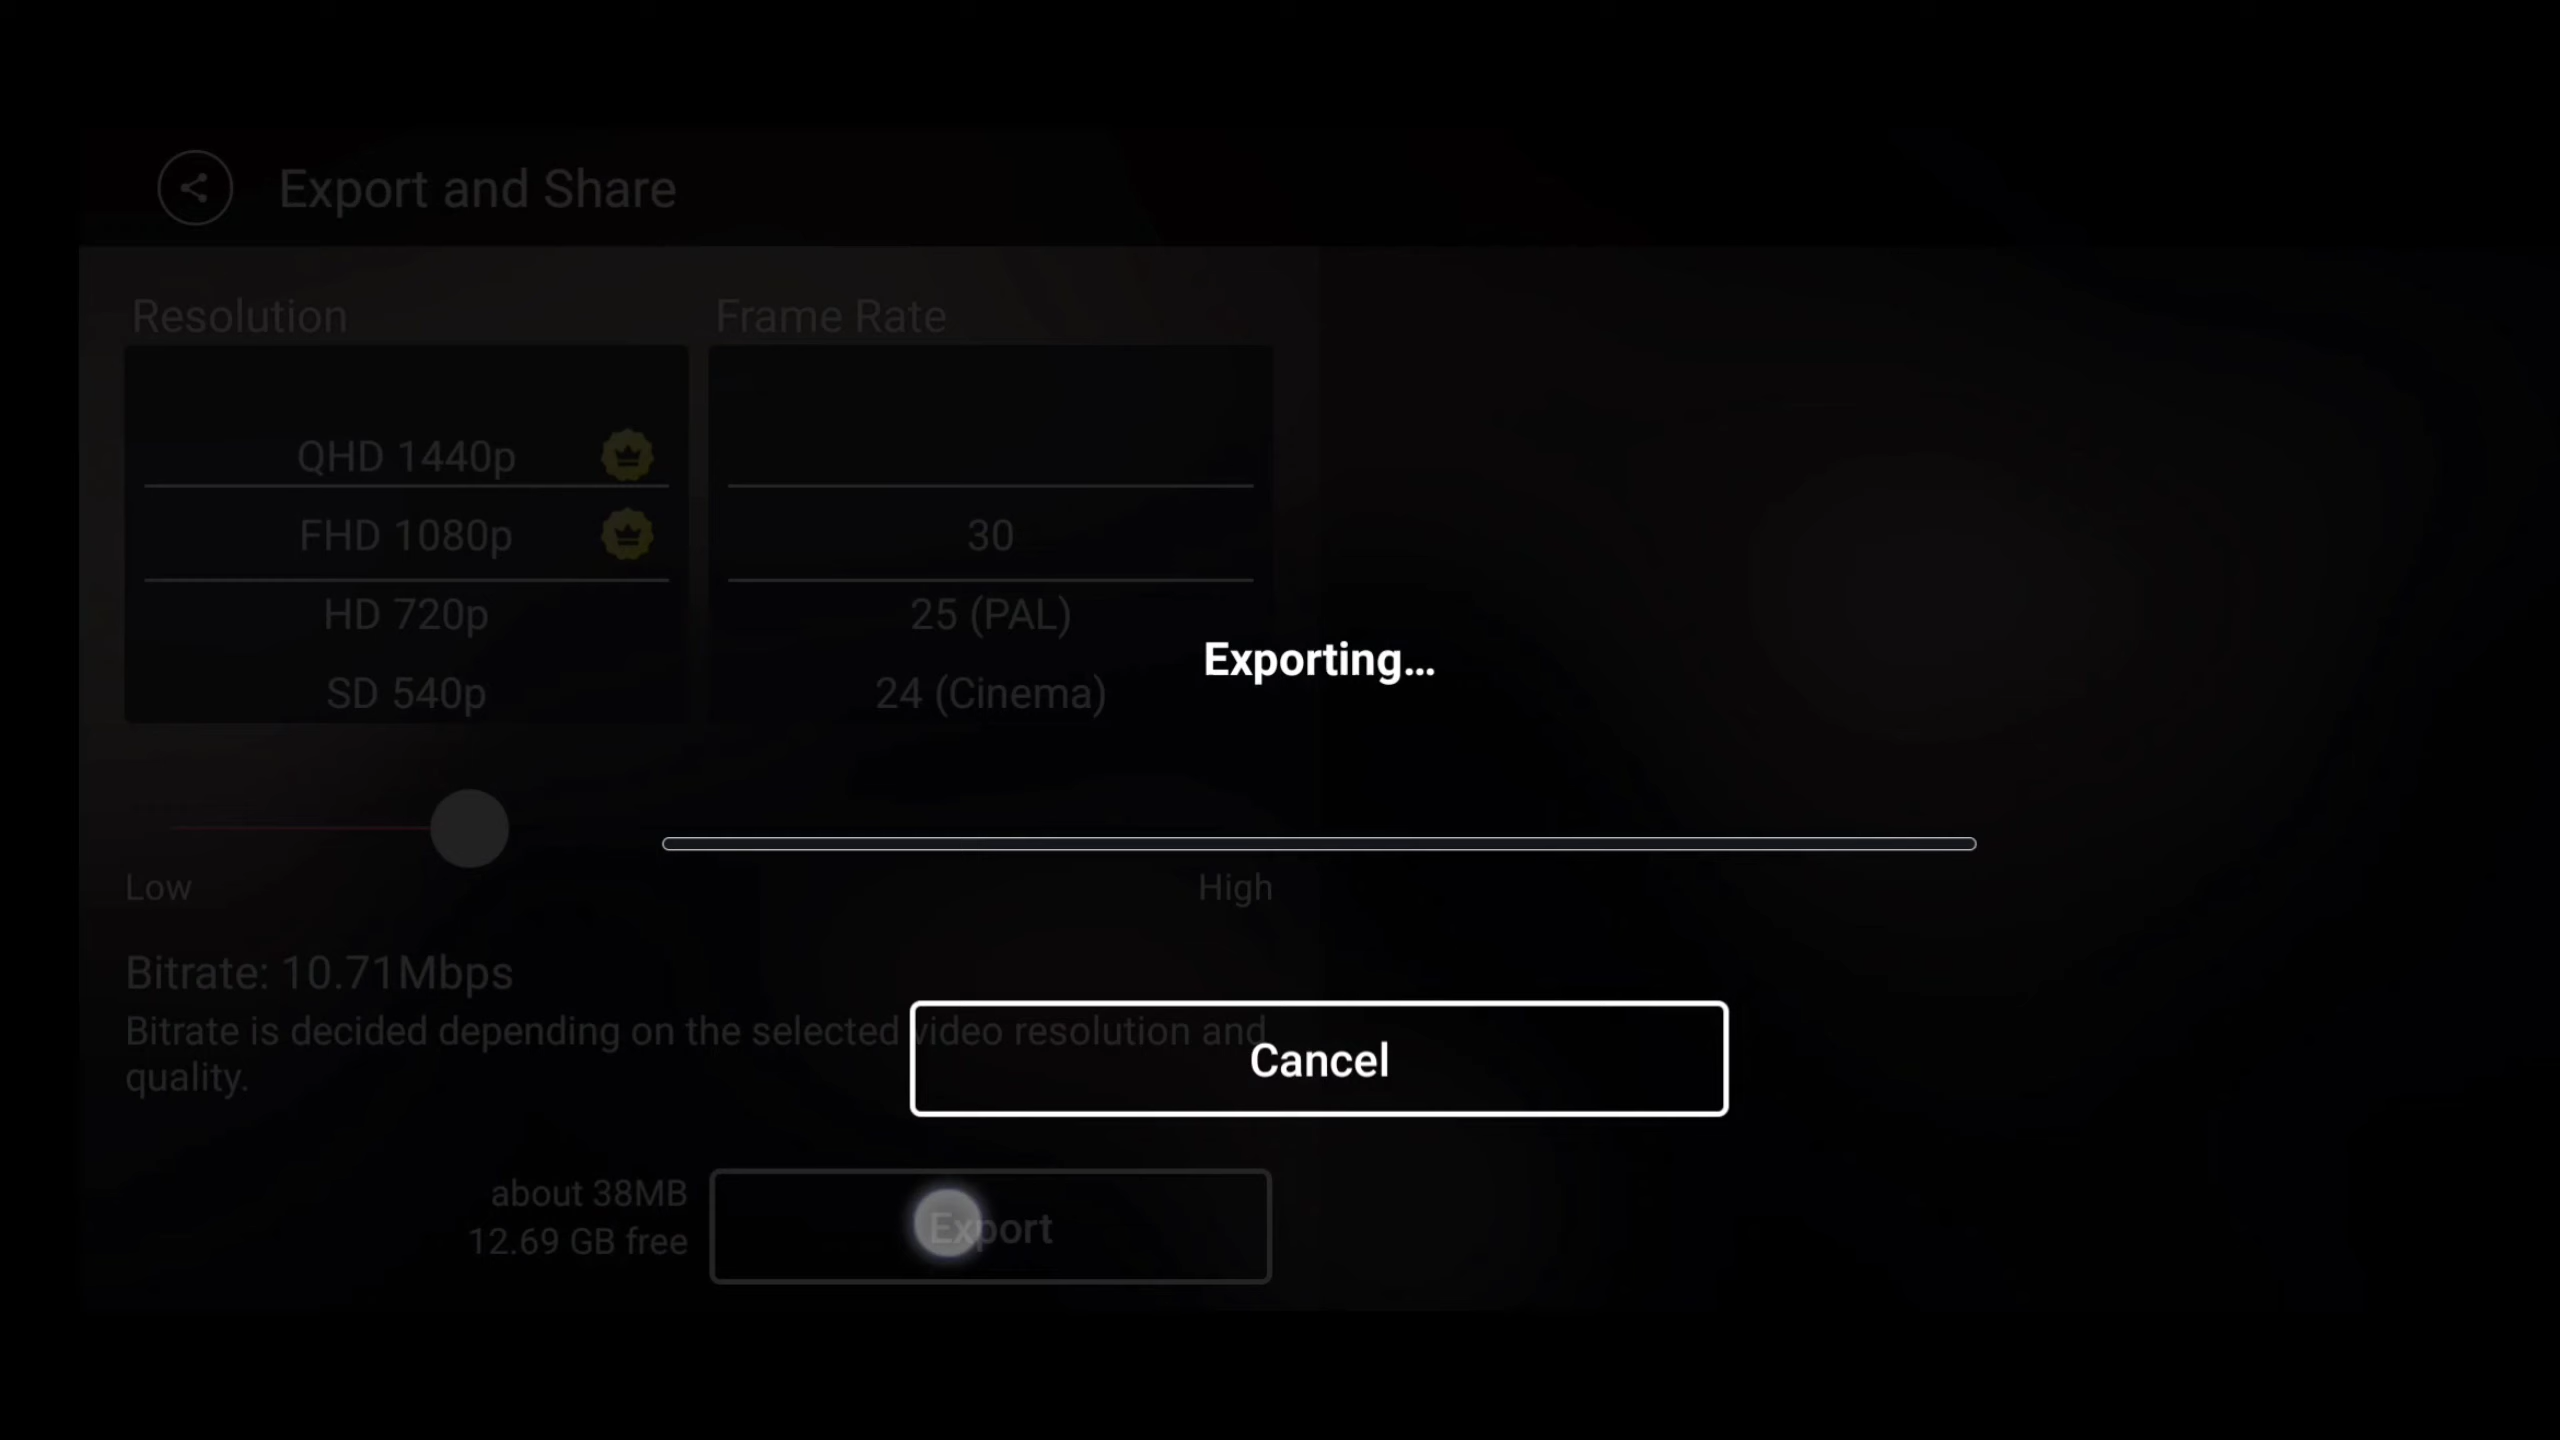 Export and Share
Resolution
Frame Rate
QHD 1440p
FHD 1080p
HD 720p
SD 540p
30
25 (PAL)
24 (Cinema)
Exporting...
Low
High
Bitrate: 10.71Mbps
Bitrate is decided depending on the selected video resolution and
quality.
Cancel
about 38MB
12.69 GB free
Export